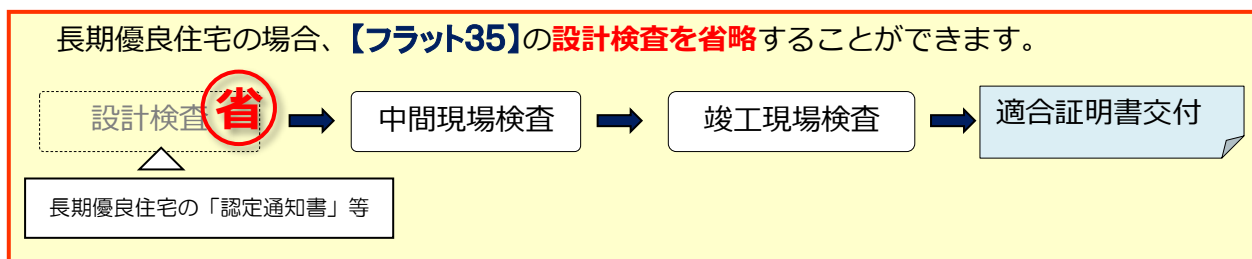 長期優良住宅の場合、【フラット35】の設計検査を省略することができます。
設計検査 省 中間現場検査 竣工現場検査 適合証明書交付
長期優良住宅の「認定通知書」等